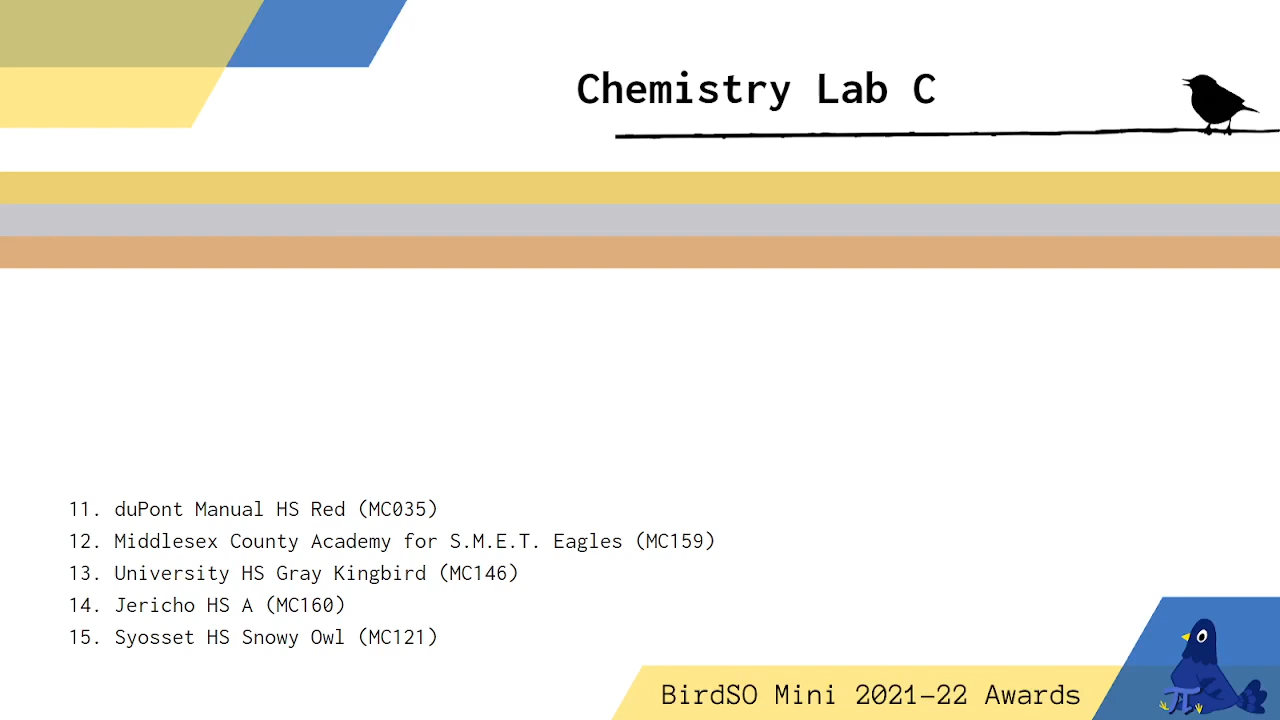 Chemistry Lab C
11. duPont Manual HS Red (MC035)
12. Middlesex County Academy for S.M.E.T. Eagles (MC159)
13. University HS Gray Kingbird (MC146)
14. Jericho HS A (MC160)
15. Syosset HS Snowy Owl (MC121)
BirdSO Mini 2021–22 Awards